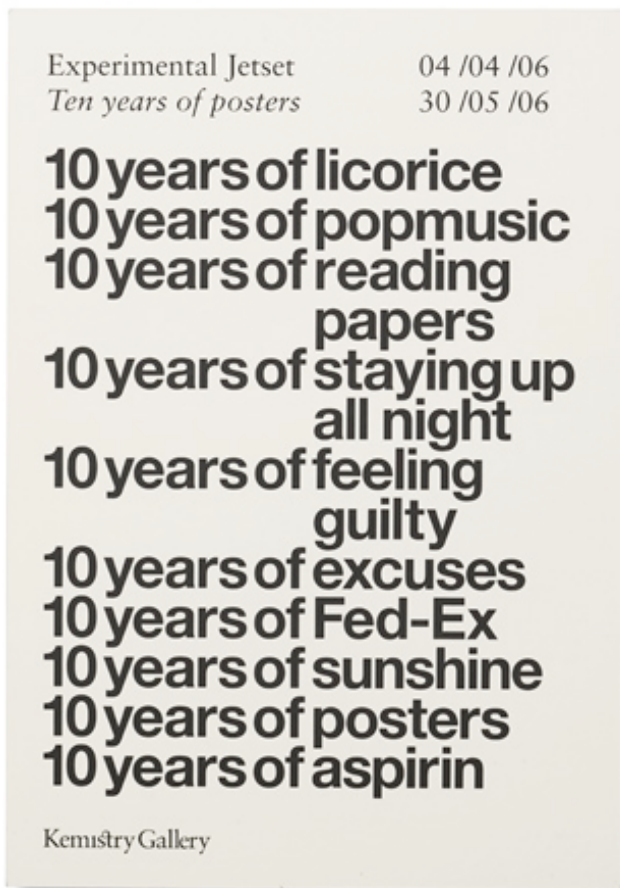 Experimental Jetset 04 /04 /06
Ten years of posters 30 /05 /06
10 years of licorice
10 years of popmusic
10 years of reading
papers
10 years of staying up
all night
10 years of feeling
guilty
10 years of excuses
10 years of Fed-Ex
10 years of sunshine
10 years of posters
10 years of aspirin
Kemistry Gallery